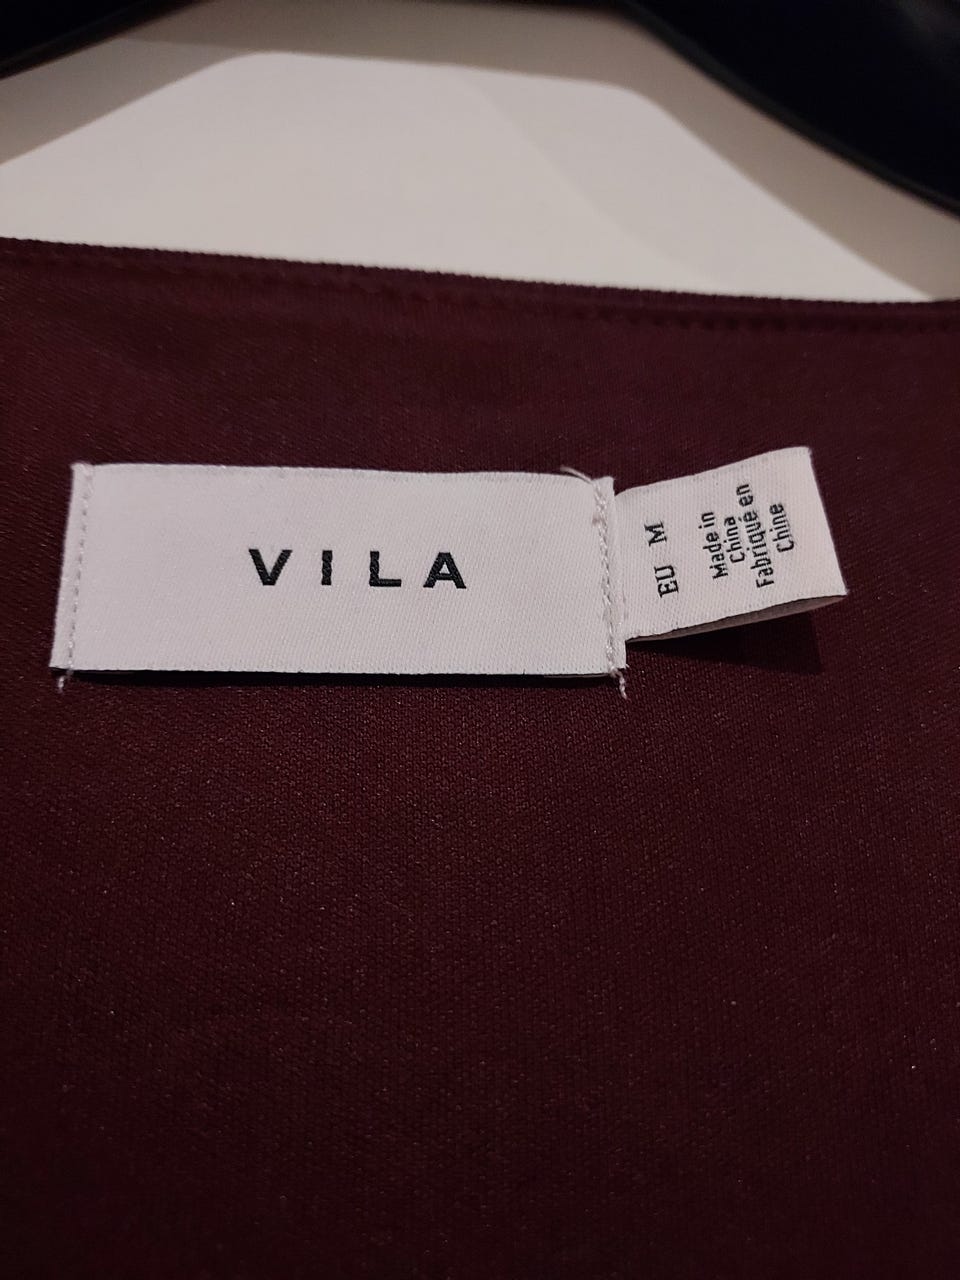 VILA
EU M
Made in
China
Fabriqué en
Chine